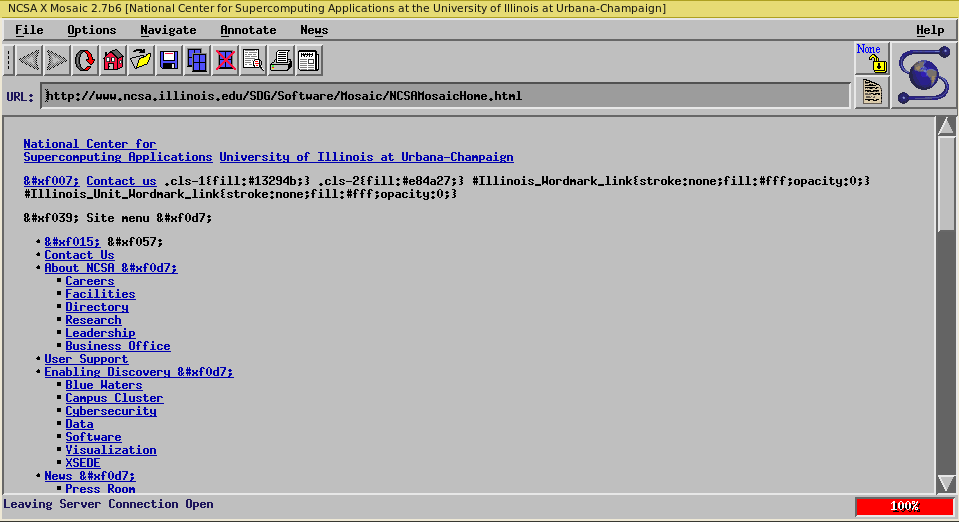 NCSA X Mosaic 2.7b6 [National Center for Supercomputing Applications at the University of Illinois at Urbana-Champaign]
File Options Navigate Annotate News Help
None
URL: http://www.ncsa.illinois.edu/SDG/Software/Mosaic/NCSAMosaicHome.html
National Center for
Supercomputing Applications University of Illinois at Urbana-Champaign
&#xf007; Contact us .cls-1{fill:#13294b;} .cls-2{fill:#e84a27;} #Illinois_Wordmark_link{stroke:none;fill:#fff;opacity:0;}
#Illinois_Unit_Wordmark_link{stroke:none;fill:#fff;opacity:0;}
&#xf039; Site menu &#xf0d7;
&#xf015; &#xf057;
Contact Us
About NCSA &#xf0d7;
Careers
Facilities
Directory
Research
Leadership
Business Office
User Support
Enabling Discovery &#xf0d7;
Blue Waters
Campus Cluster
Cybersecurity
Data
Software
Visualization
XSEDE
News &#xf0d7;
Press Room
Leaving Server Connection Open
100%